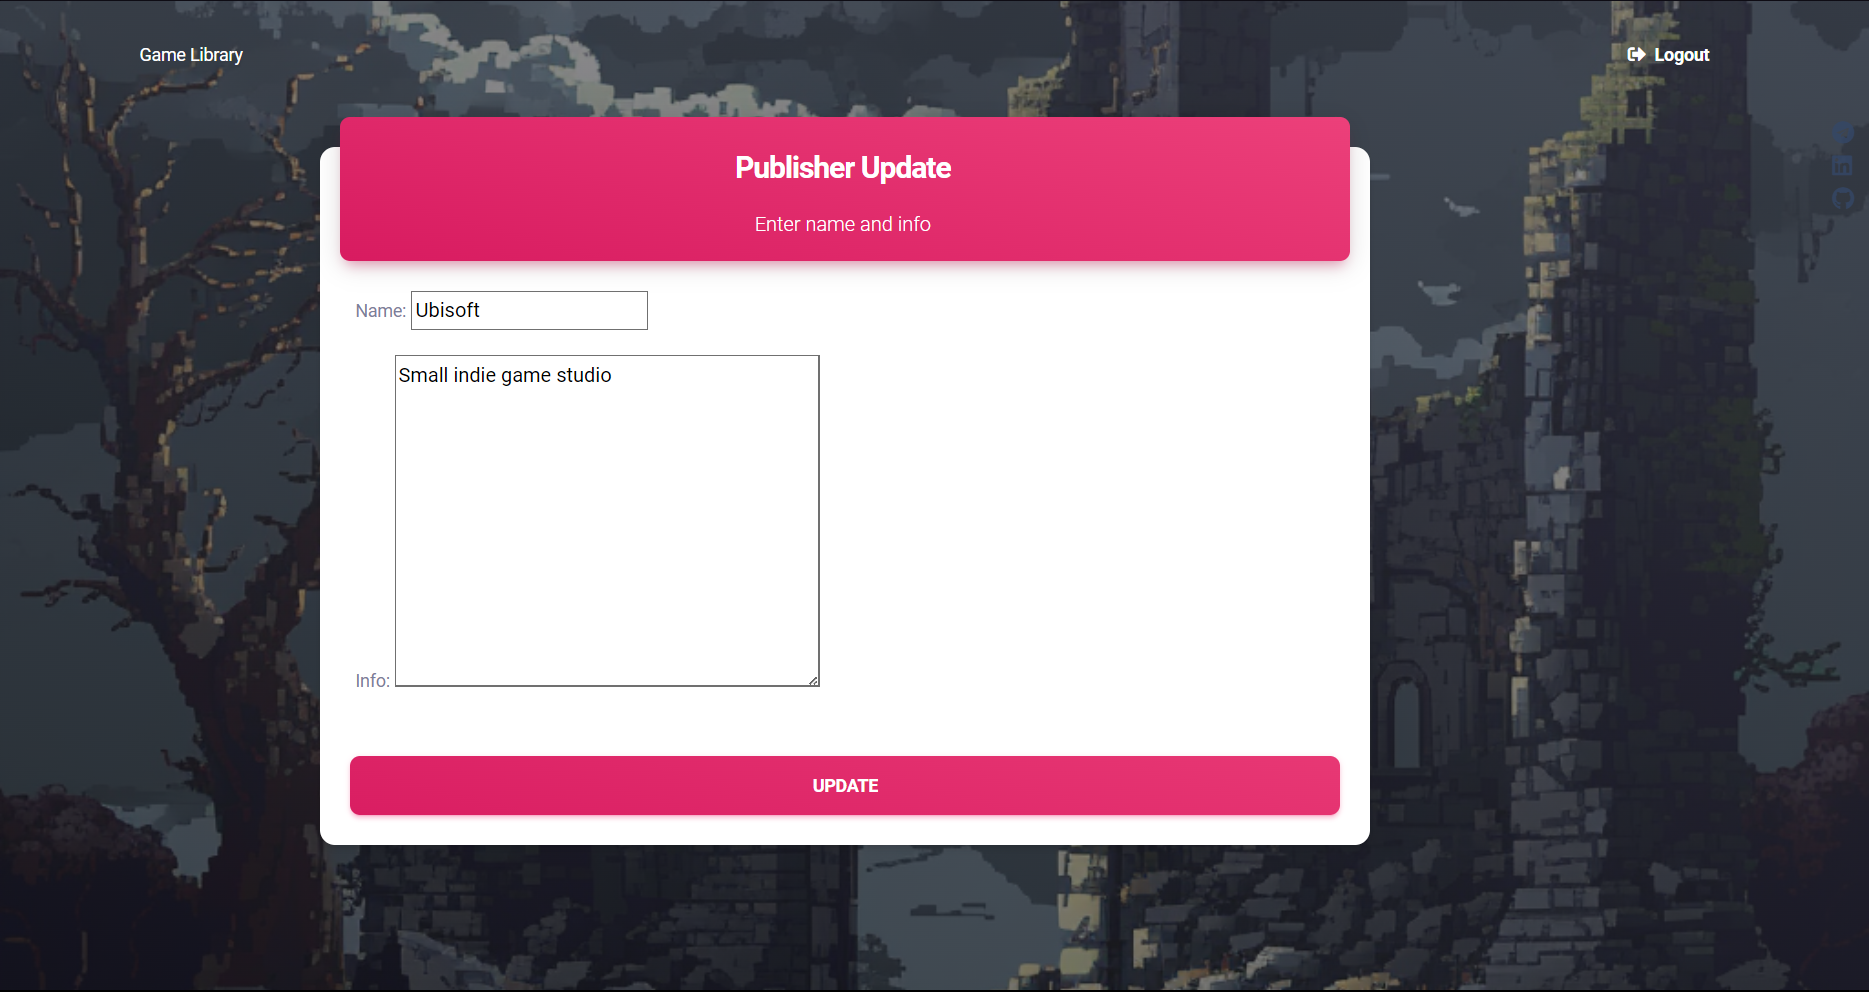 Game Library
Logout
Publisher Update
Enter name and info
Name: Ubisoft
Small indie game studio
Info:
UPDATE